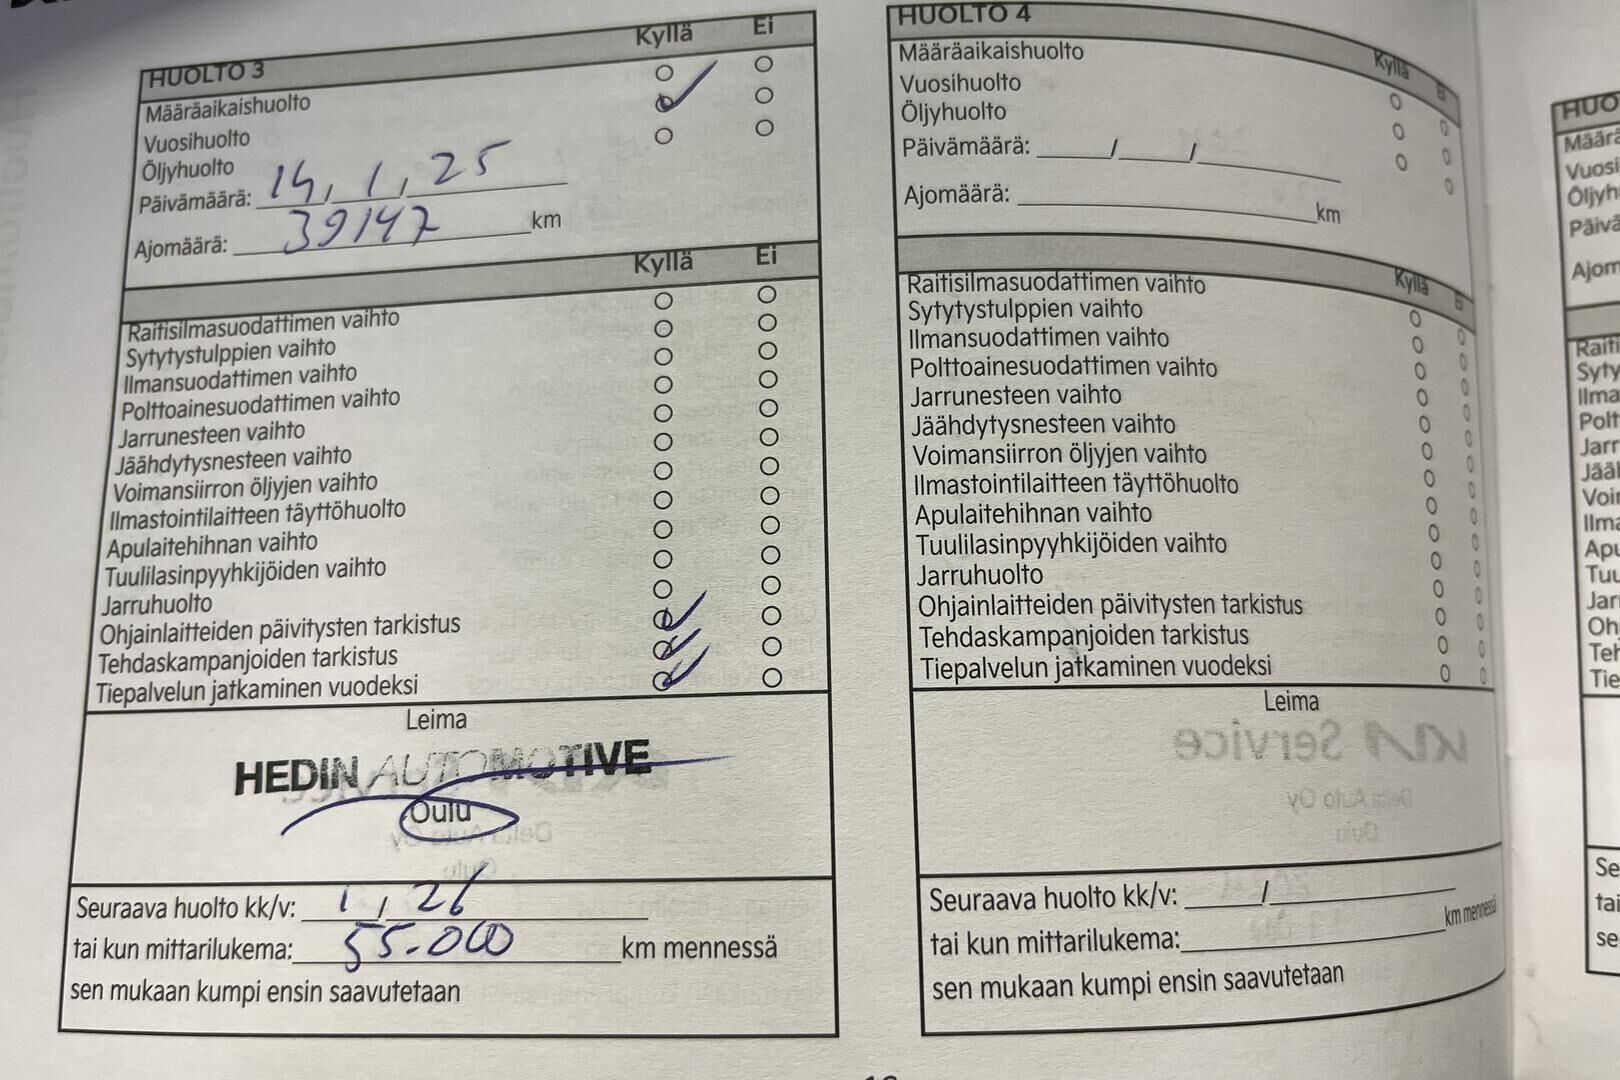 HUOLTO 3 Kyllä Ei
Määräaikaishuolto
Vuosihuolto
Öljyhuolto
Päivämäärä: 14, 1, 25
Ajomäärä: 39147 km
Kyllä Ei
Raitisilmasuodattimen vaihto
Sytytystulppien vaihto
Ilmansuodattimen vaihto
Polttoainesuodattimen vaihto
Jarrunesteen vaihto
Jäähdytysnesteen vaihto
Voimansiirron öljyjen vaihto
Ilmastointilaitteen täyttöhuolto
Apulaitehihnan vaihto
Tuulilasinpyyhkijöiden vaihto
Jarruhuolto
Ohjainlaitteiden päivitysten tarkistus
Tehdaskampanjoiden tarkistus
Tiepalvelun jatkaminen vuodeksi
Leima
HEDIN AUTOMOTIVE
Oulu
Seuraava huolto kk/v: 1 / 26
tai kun mittarilukema: 55.000 km mennessä
sen mukaan kumpi ensin saavutetaan
HUOLTO 4
Kyllä
Määräaikaishuolto
Vuosihuolto
Öljyhuolto
Päivämäärä: / /
Ajomäärä: km
Kyllä
Raitisilmasuodattimen vaihto
Sytytystulppien vaihto
Ilmansuodattimen vaihto
Polttoainesuodattimen vaihto
Jarrunesteen vaihto
Jäähdytysnesteen vaihto
Voimansiirron öljyjen vaihto
Ilmastointilaitteen täyttöhuolto
Apulaitehihnan vaihto
Tuulilasinpyyhkijöiden vaihto
Jarruhuolto
Ohjainlaitteiden päivitysten tarkistus
Tehdaskampanjoiden tarkistus
Tiepalvelun jatkaminen vuodeksi
Leima
KIA Service
Delta Auto Oy
Oulu
Seuraava huolto kk/v: /
tai kun mittarilukema: km mennessä
sen mukaan kumpi ensin saavutetaan